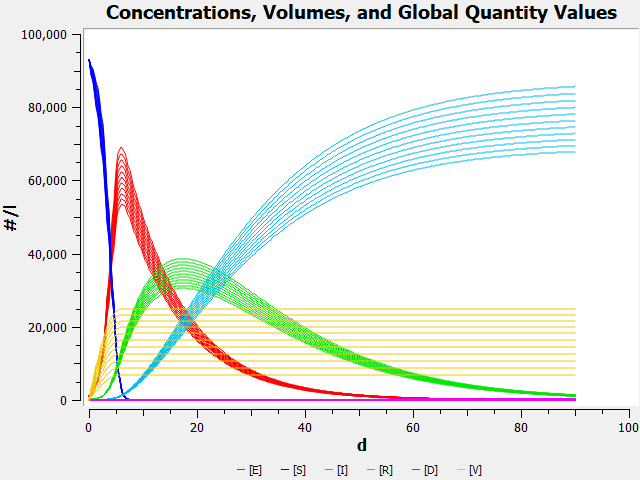 Concentrations, Volumes, and Global Quantity Values
100,000
80,000
60,000
40,000
20,000
0
#/l
0 20 40 60 80 100
d
[E] [S] [I] [R] [D] [V]